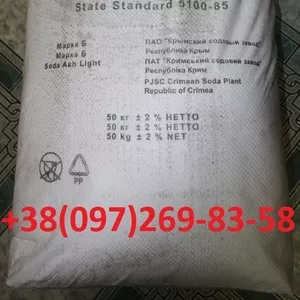 State Standard 5100-85
Марка Б
Марка Б
Soda Ash Light
ПАО "Крымский содовый завод"
Республика Крым
ПАТ "Кримський содовий завод"
Республіка Крим
PJSC Crimean Soda Plant
Republic of Crimea
50 кг ± 2 % НЕТТО
50 кг ± 2 % НЕТТО
50 kg ± 2 % NET
PP
+38(097)269-83-58